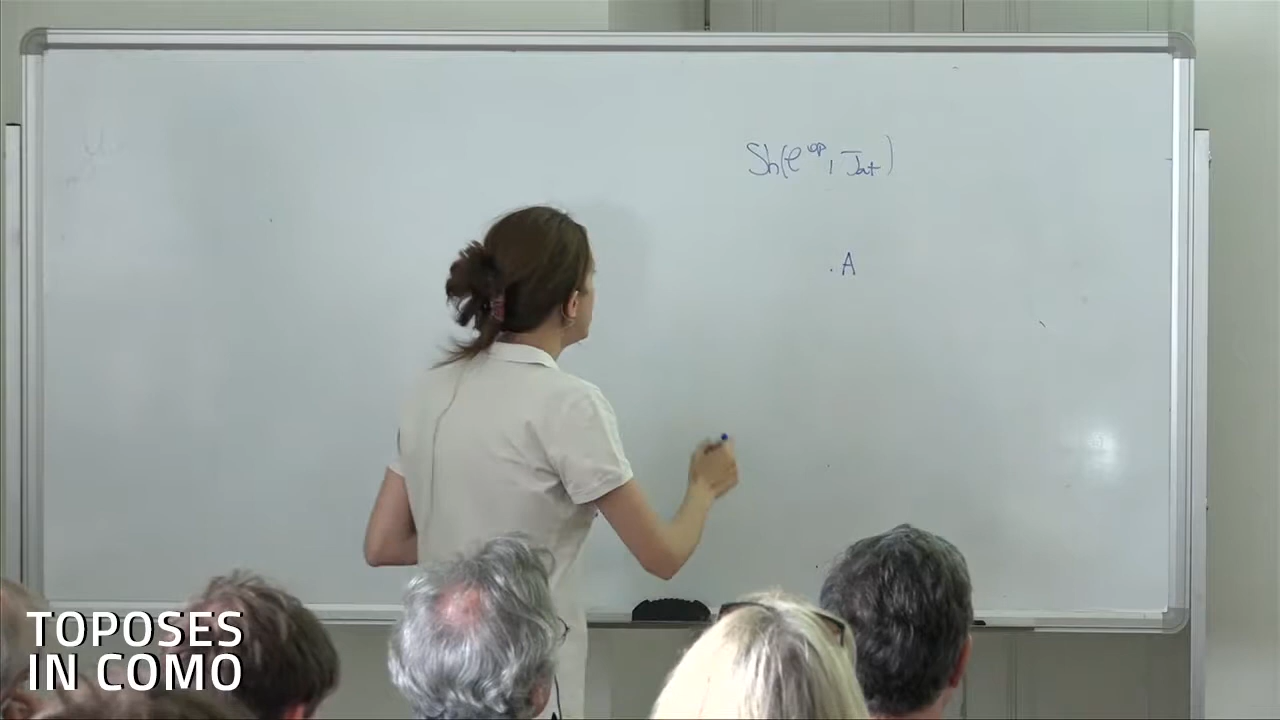 Sh(𝒞^op, J_at)
. A
TOPOSES
IN COMO